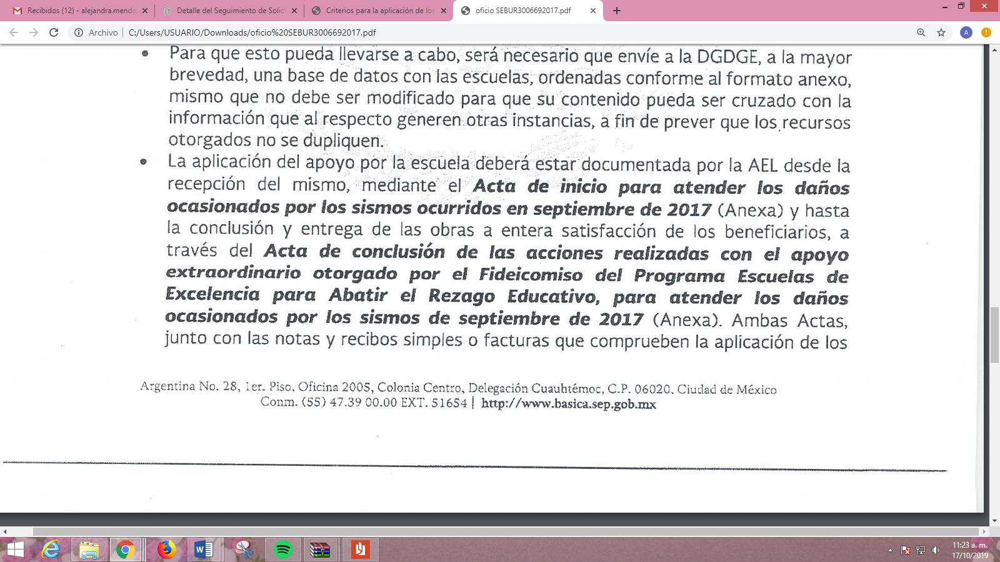 Recibidos (12) - alejandra.mend
Detalle del Seguimiento de Solic
Criterios para la aplicación de los
oficio SEBUR3006692017.pdf
Archivo
C:/Users/USUARIO/Downloads/oficio%20SEBUR3006692017.pdf
A
Para que esto pueda llevarse a cabo, será necesario que envíe a la DGDGE, a la mayor
brevedad, una base de datos con las escuelas, ordenadas conforme al formato anexo,
mismo que no debe ser modificado para que su contenido pueda ser cruzado con la
información que al respecto generen otras instancias, a fin de prever que los recursos
otorgados no se dupliquen.
La aplicación del apoyo por la escuela deberá estar documentada por la AEL desde la
recepción del mismo, mediante el Acta de inicio para atender los daños
ocasionados por los sismos ocurridos en septiembre de 2017 (Anexa) y hasta
la conclusión y entrega de las obras a entera satisfacción de los beneficiarios, a
través del Acta de conclusión de las acciones realizadas con el apoyo
extraordinario otorgado por el Fideicomiso del Programa Escuelas de
Excelencia para Abatir el Rezago Educativo, para atender los daños
ocasionados por los sismos de septiembre de 2017 (Anexa). Ambas Actas,
junto con las notas y recibos simples o facturas que comprueben la aplicación de los
Argentina No. 28, 1er. Piso, Oficina 2005, Colonia Centro, Delegación Cuauhtémoc, C.P. 06020, Ciudad de México
Conm. (55) 47.39 00.00 EXT. 51654 | http://www.basica.sep.gob.mx
11:23 a. m.
17/10/2019